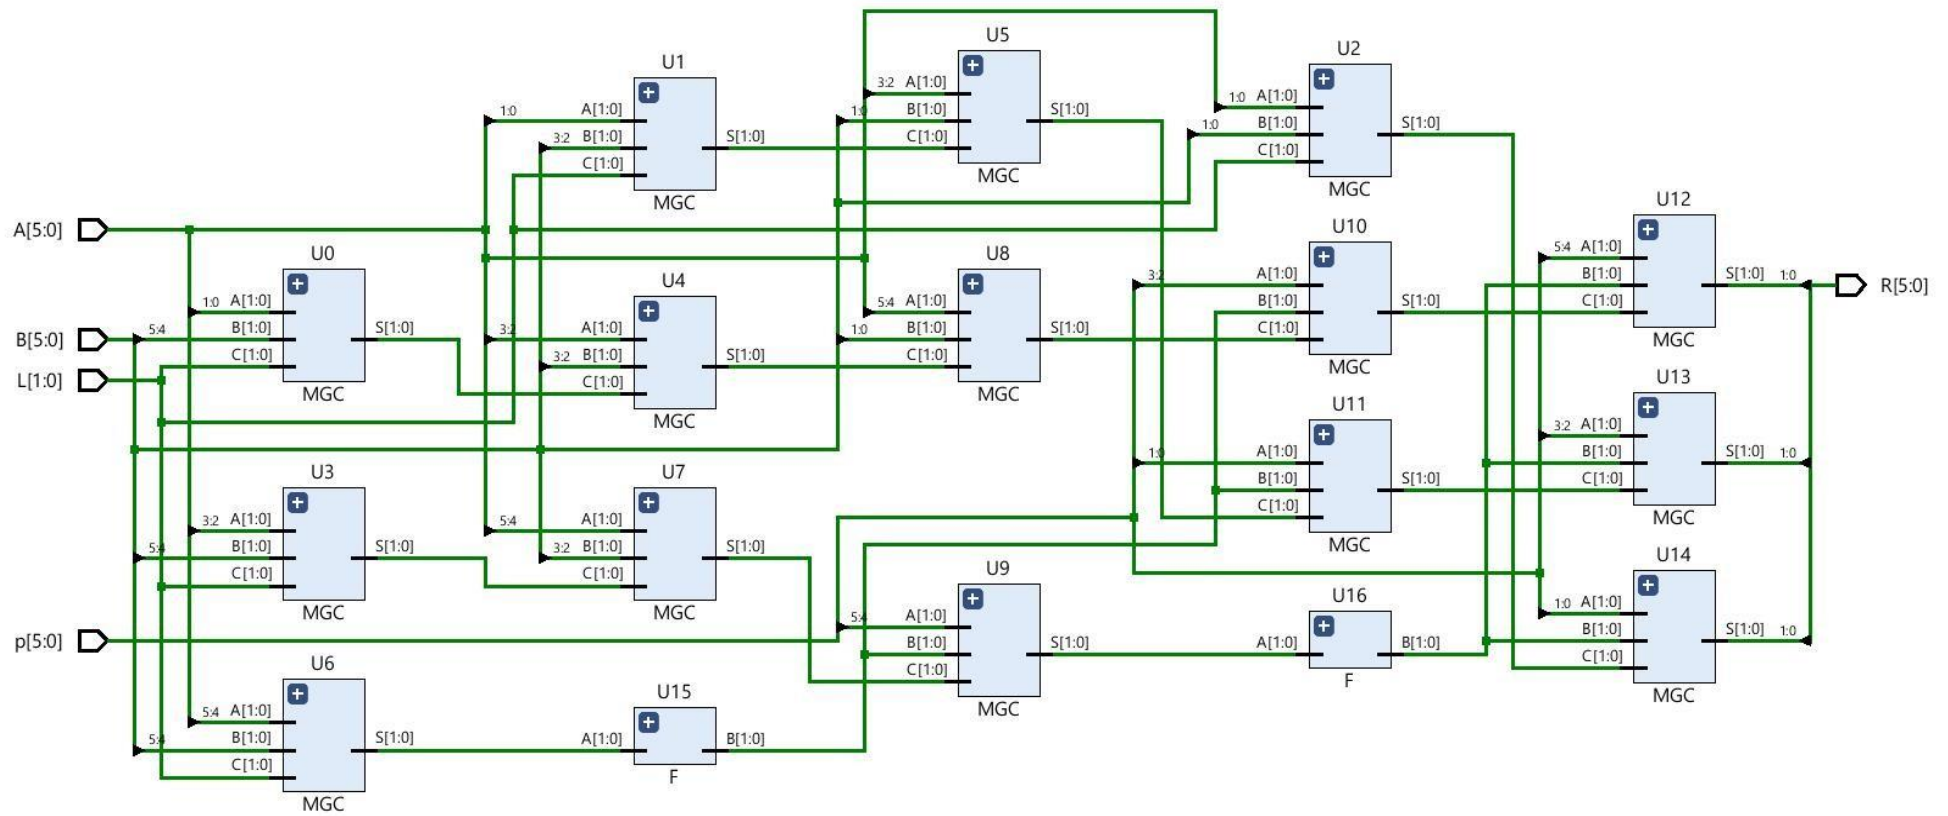 A[5:0]
B[5:0]
L[1:0]
p[5:0]
U0
1:0 A[1:0]
5:4 B[1:0]
C[1:0]
S[1:0]
MGC
U3
3:2 A[1:0]
5:4 B[1:0]
C[1:0]
S[1:0]
MGC
U6
5:4 A[1:0]
5:4 B[1:0]
C[1:0]
S[1:0]
MGC
U1
1:0 A[1:0]
3:2 B[1:0]
C[1:0]
S[1:0]
MGC
U4
3:2 A[1:0]
3:2 B[1:0]
C[1:0]
S[1:0]
MGC
U7
5:4 A[1:0]
3:2 B[1:0]
C[1:0]
S[1:0]
MGC
U15
A[1:0]
B[1:0]
F
U5
3:2 A[1:0]
1:0 B[1:0]
C[1:0]
S[1:0]
MGC
U8
5:4 A[1:0]
1:0 B[1:0]
C[1:0]
S[1:0]
MGC
U9
5:4 A[1:0]
B[1:0]
C[1:0]
S[1:0]
MGC
U2
1:0 A[1:0]
1:0 B[1:0]
C[1:0]
S[1:0]
MGC
U10
3:2 A[1:0]
B[1:0]
C[1:0]
S[1:0]
MGC
U11
1:0 A[1:0]
B[1:0]
C[1:0]
S[1:0]
MGC
U16
A[1:0]
B[1:0]
F
U12
5:4 A[1:0]
B[1:0]
C[1:0]
S[1:0] 1:0
MGC
U13
3:2 A[1:0]
B[1:0]
C[1:0]
S[1:0] 1:0
MGC
U14
1:0 A[1:0]
B[1:0]
C[1:0]
S[1:0] 1:0
MGC
R[5:0]